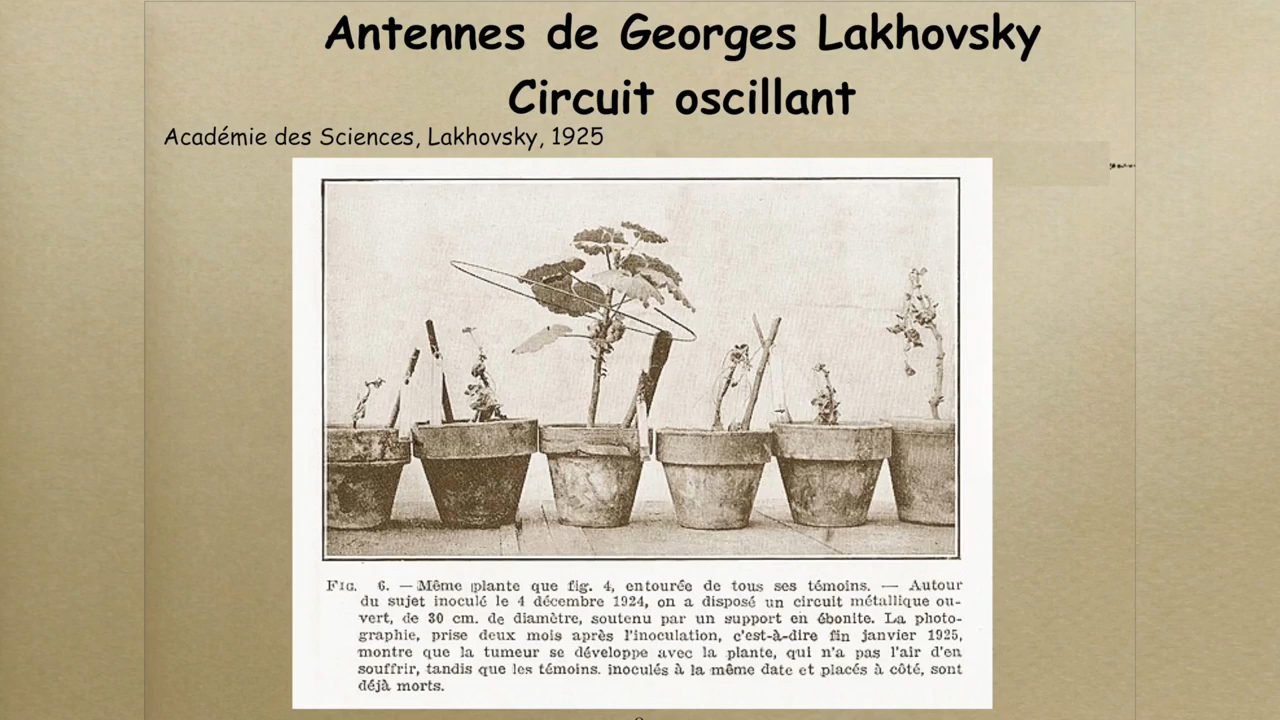 Antennes de Georges Lakhovsky
Circuit oscillant
Académie des Sciences, Lakhovsky, 1925
FIG. 6. — Même plante que fig. 4, entourée de tous ses témoins. — Autour
du sujet inoculé le 4 décembre 1924, on a disposé un circuit métallique ou-
vert, de 30 cm. de diamètre, soutenu par un support en ébonite. La photo-
graphie, prise deux mois après l'inoculation, c'est-à-dire fin janvier 1925,
montre que la tumeur se développe avec la plante, qui n'a pas l'air d'en
souffrir, tandis que les témoins. inoculés à la même date et placés à côté, sont
déjà morts.